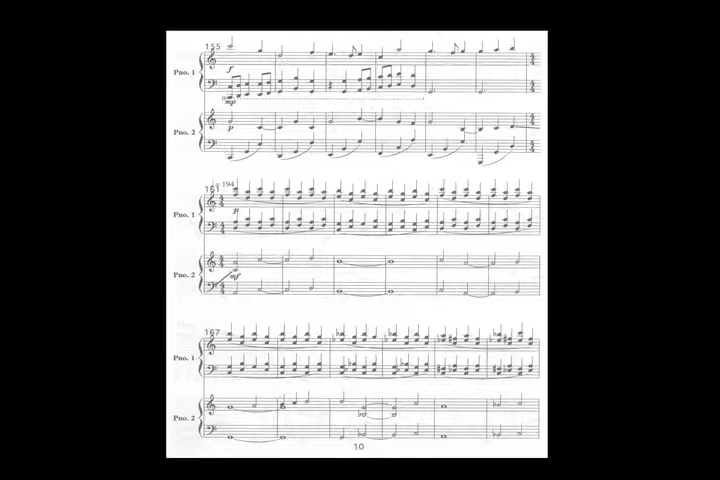 155
f
Pno. 1
mp
p
Pno. 2
161
194
Pno. 1
p
Pno. 2
mf
167
Pno. 1
Pno. 2
10